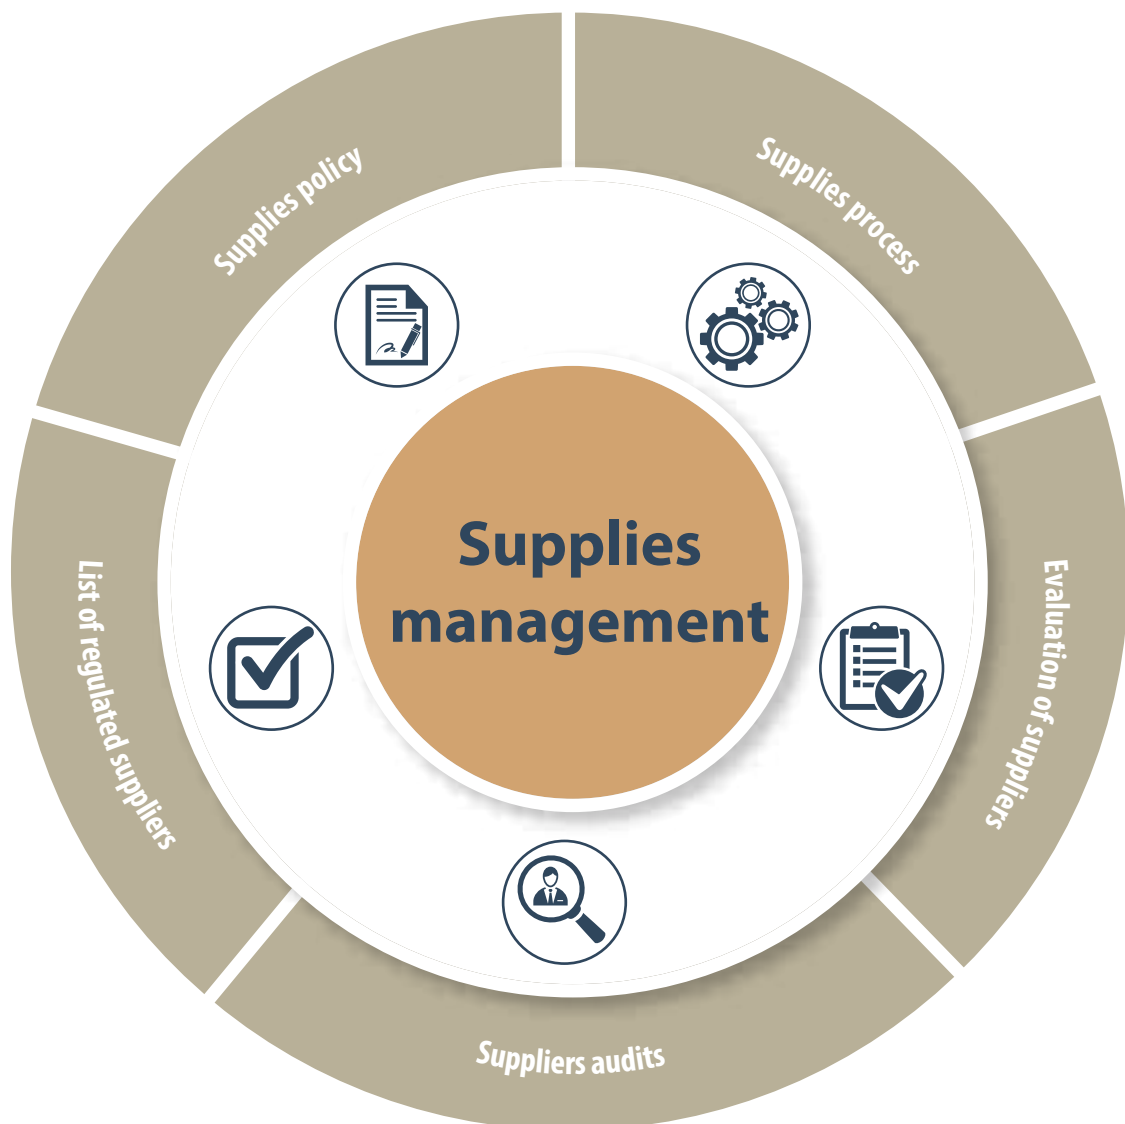 Supplies policy
Supplies process
Supplies
management
List of regulated suppliers
Evaluation of suppliers
Suppliers audits